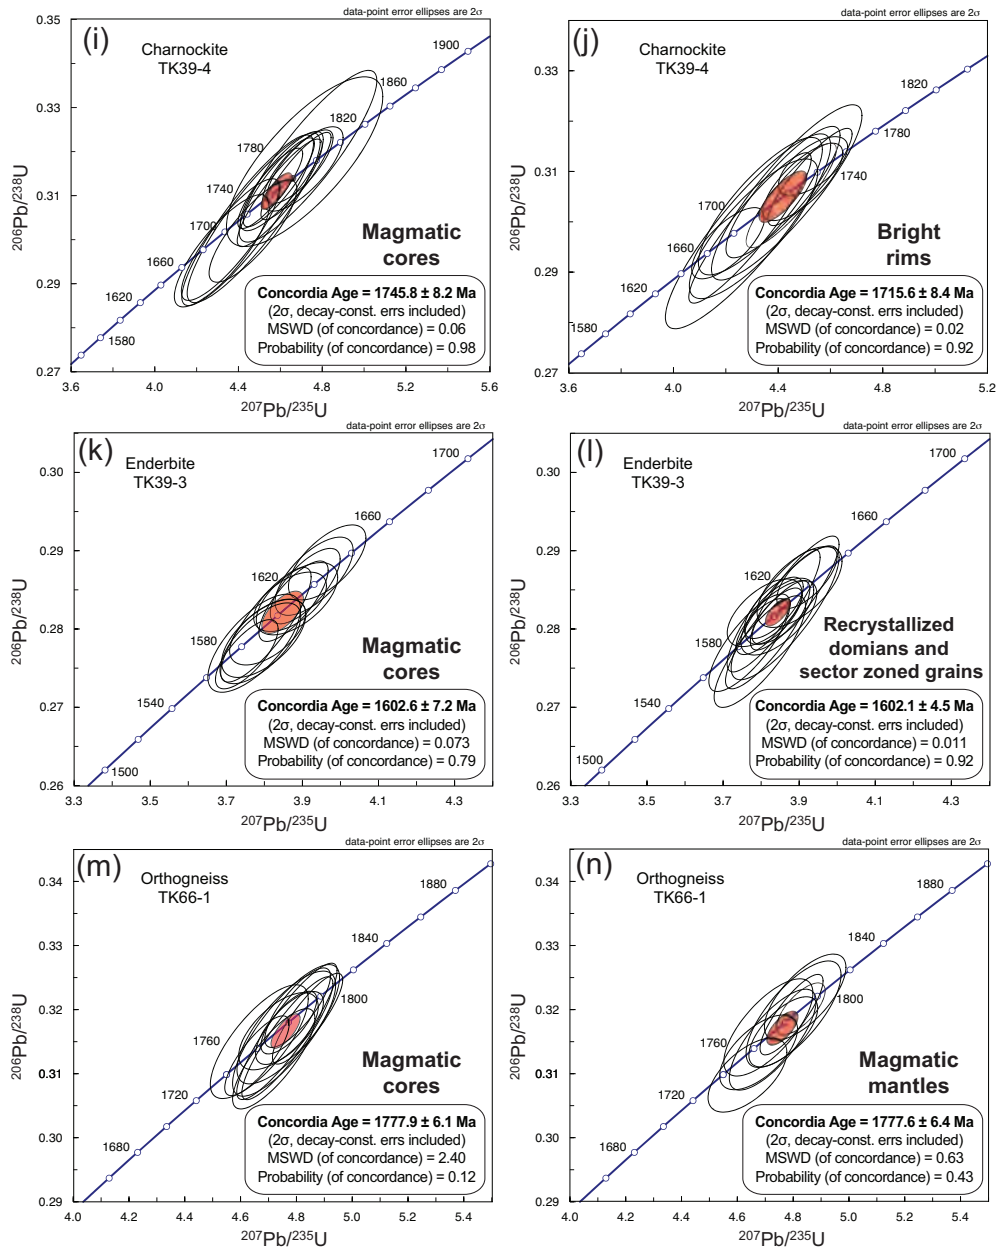 data-point error ellipses are 2σ
(i)
Charnockite
TK39-4
0.35
0.33
0.31
0.29
0.27
206Pb/238U
1900
1860
1820
1780
1740
1700
1660
1620
1580
Magmatic
cores
Concordia Age = 1745.8 ± 8.2 Ma
(2σ, decay-const. errs included)
MSWD (of concordance) = 0.06
Probability (of concordance) = 0.98
3.6 4.0 4.4 4.8 5.2 5.6
207Pb/235U
data-point error ellipses are 2σ
(j)
Charnockite
TK39-4
0.33
0.31
0.29
0.27
206Pb/238U
1820
1780
1740
1700
1660
1620
1580
Bright
rims
Concordia Age = 1715.6 ± 8.4 Ma
(2σ, decay-const. errs included)
MSWD (of concordance) = 0.02
Probability (of concordance) = 0.92
3.6 4.0 4.4 4.8 5.2
207Pb/235U
data-point error ellipses are 2σ
(k)
Enderbite
TK39-3
0.30
0.29
0.28
0.27
0.26
206Pb/238U
1700
1660
1620
1580
1540
1500
Magmatic
cores
Concordia Age = 1602.6 ± 7.2 Ma
(2σ, decay-const. errs included)
MSWD (of concordance) = 0.073
Probability (of concordance) = 0.79
3.3 3.5 3.7 3.9 4.1 4.3
207Pb/235U
data-point error ellipses are 2σ
(l)
Enderbite
TK39-3
0.30
0.29
0.28
0.27
0.26
206Pb/238U
1700
1660
1620
1580
1540
1500
Recrystallized
domians and
sector zoned grains
Concordia Age = 1602.1 ± 4.5 Ma
(2σ, decay-const. errs included)
MSWD (of concordance) = 0.011
Probability (of concordance) = 0.92
3.3 3.5 3.7 3.9 4.1 4.3
207Pb/235U
data-point error ellipses are 2σ
(m)
Orthogneiss
TK66-1
0.34
0.33
0.32
0.31
0.30
0.29
206Pb/238U
1880
1840
1800
1760
1720
1680
Magmatic
cores
Concordia Age = 1777.9 ± 6.1 Ma
(2σ, decay-const. errs included)
MSWD (of concordance) = 2.40
Probability (of concordance) = 0.12
4.0 4.2 4.4 4.6 4.8 5.0 5.2 5.4
207Pb/235U
data-point error ellipses are 2σ
(n)
Orthogneiss
TK66-1
0.34
0.33
0.32
0.31
0.30
0.29
206Pb/238U
1880
1840
1800
1760
1720
1680
Magmatic
mantles
Concordia Age = 1777.6 ± 6.4 Ma
(2σ, decay-const. errs included)
MSWD (of concordance) = 0.63
Probability (of concordance) = 0.43
4.0 4.2 4.4 4.6 4.8 5.0 5.2 5.4
207Pb/235U